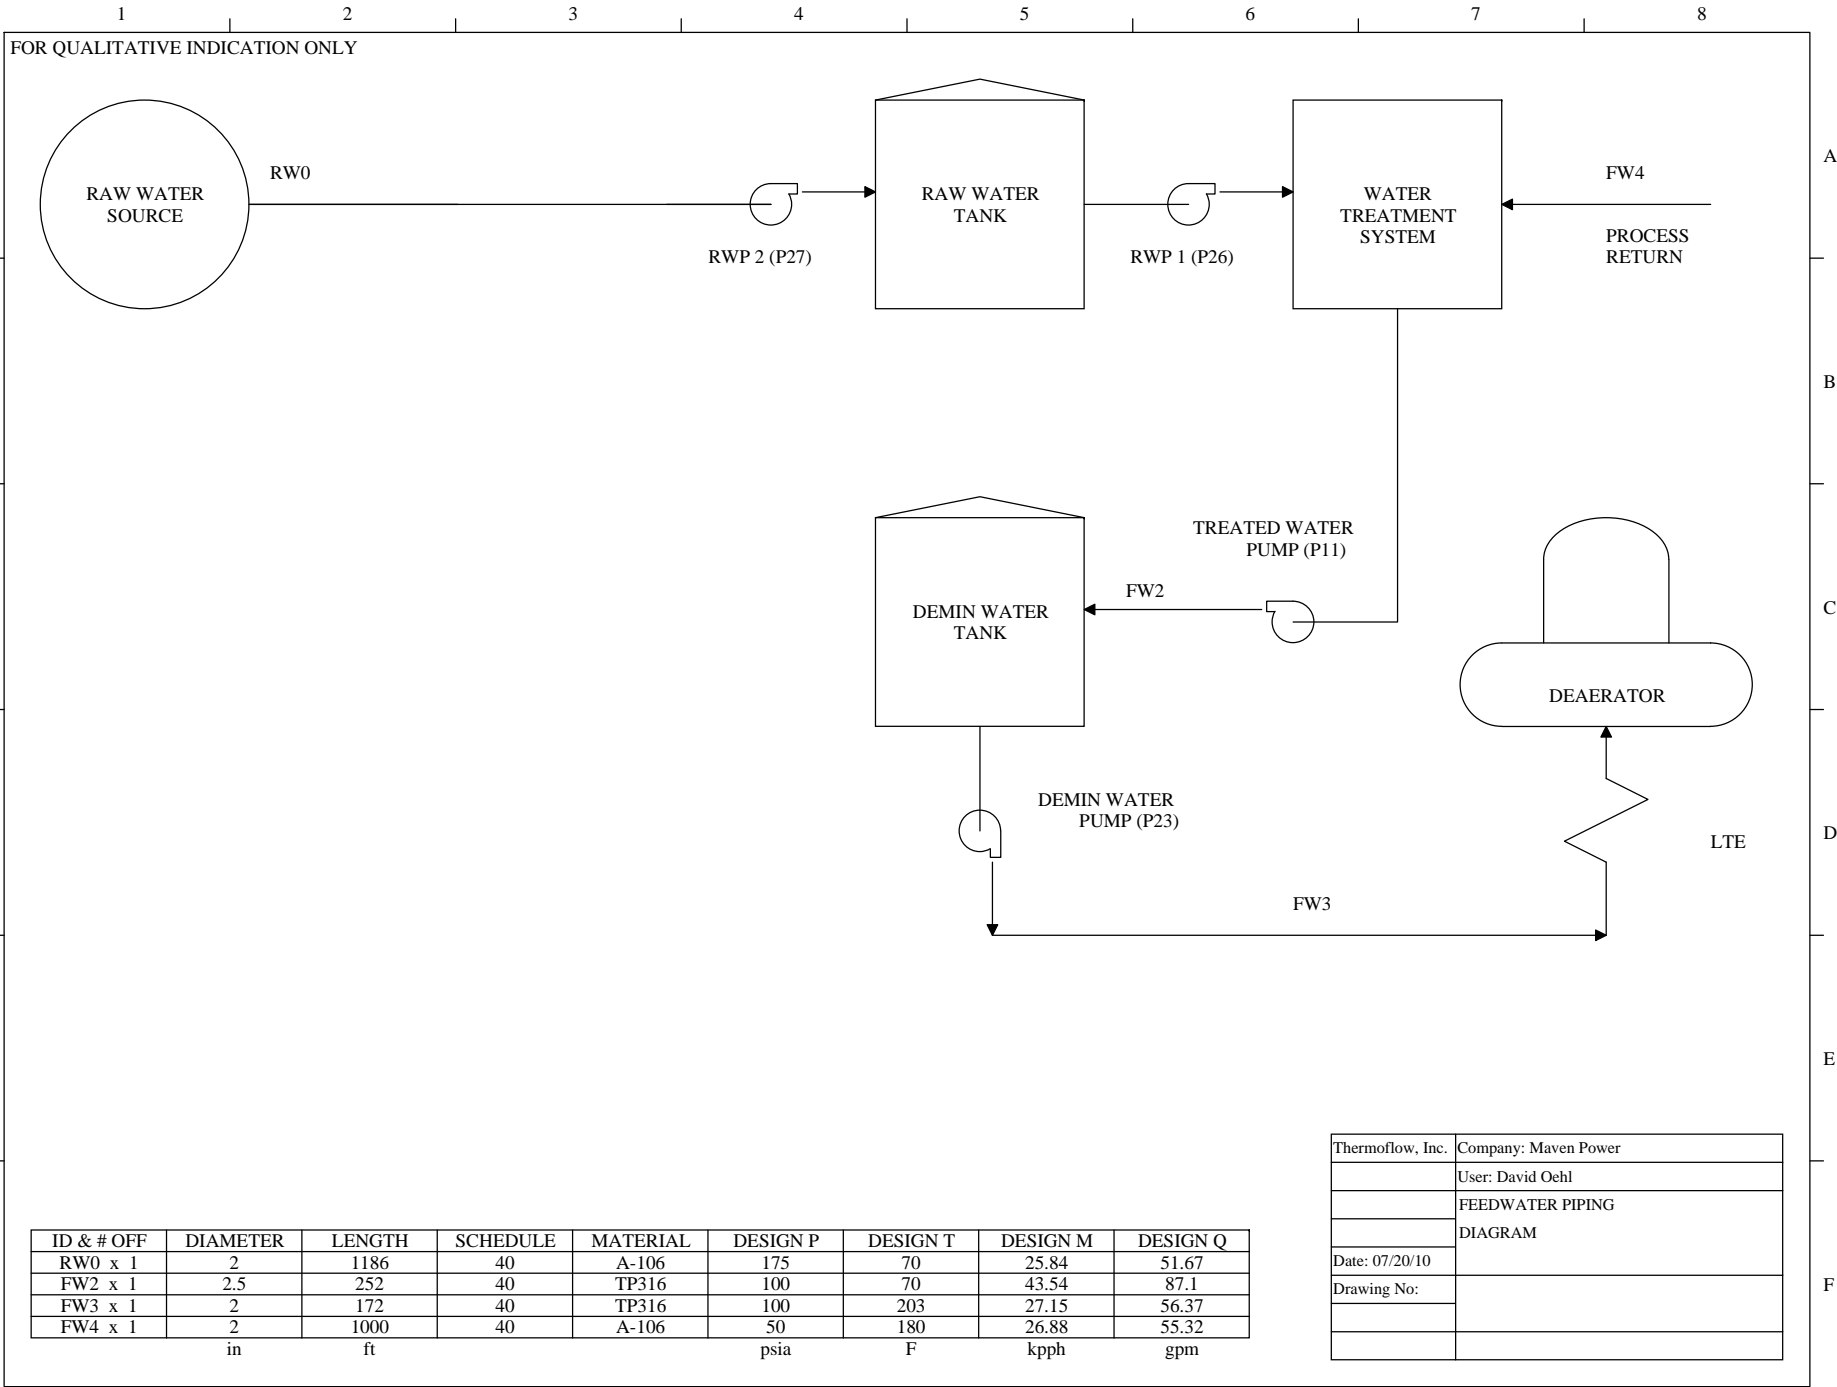 1 2 3 4 5 6 7 8
FOR QUALITATIVE INDICATION ONLY
A
B
C
D
E
F
RAW WATER
SOURCE
RW0
RWP 2 (P27)
RAW WATER
TANK
RWP 1 (P26)
WATER
TREATMENT
SYSTEM
FW4
PROCESS
RETURN
TREATED WATER
PUMP (P11)
FW2
DEMIN WATER
TANK
DEAERATOR
DEMIN WATER
PUMP (P23)
LTE
FW3
ID & # OFF DIAMETER LENGTH SCHEDULE MATERIAL DESIGN P DESIGN T DESIGN M DESIGN Q
RW0 x 1 2 1186 40 A-106 175 70 25.84 51.67
FW2 x 1 2.5 252 40 TP316 100 70 43.54 87.1
FW3 x 1 2 172 40 TP316 100 203 27.15 56.37
FW4 x 1 2 1000 40 A-106 50 180 26.88 55.32
in ft psia F kpph gpm
Thermoflow, Inc. Company: Maven Power
User: David Oehl
FEEDWATER PIPING
DIAGRAM
Date: 07/20/10
Drawing No: